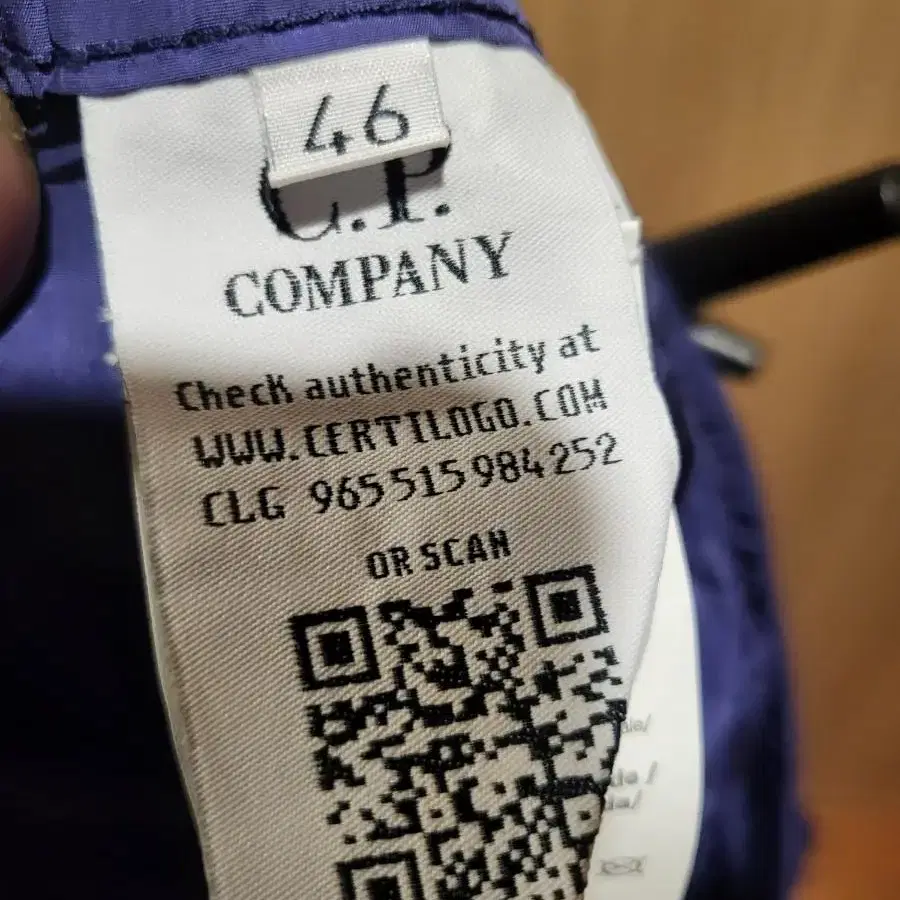 46
C.P.
COMPANY
Check authenticity at
WWW.CERTILOGO.COM
CLG 965515984252
OR SCAN